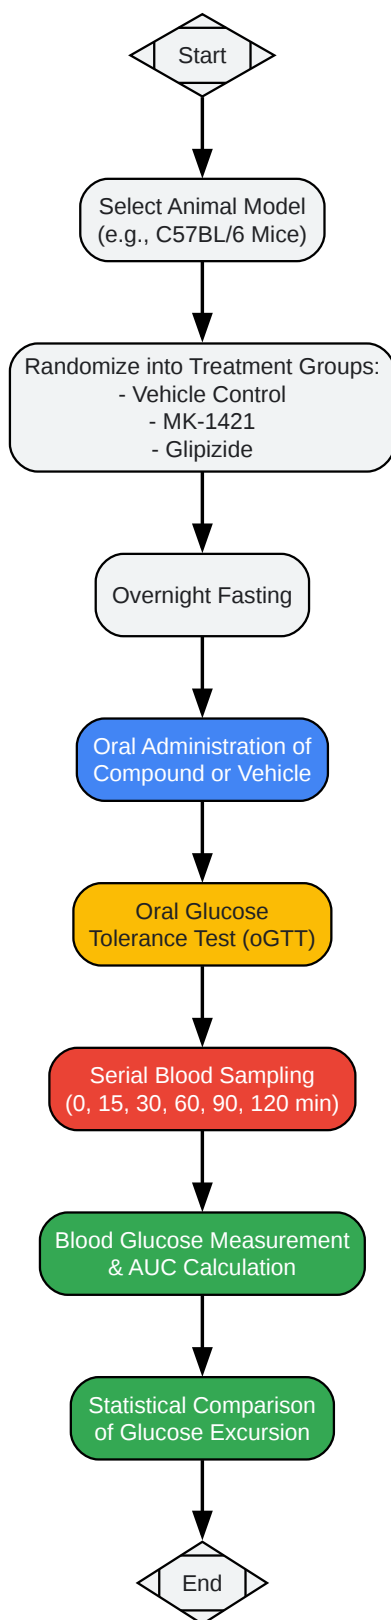 Start
Select Animal Model
(e.g., C57BL/6 Mice)
Randomize into Treatment Groups:
- Vehicle Control
- MK-1421
- Glipizide
Overnight Fasting
Oral Administration of
Compound or Vehicle
Oral Glucose
Tolerance Test (oGTT)
Serial Blood Sampling
(0, 15, 30, 60, 90, 120 min)
Blood Glucose Measurement
& AUC Calculation
Statistical Comparison
of Glucose Excursion
End